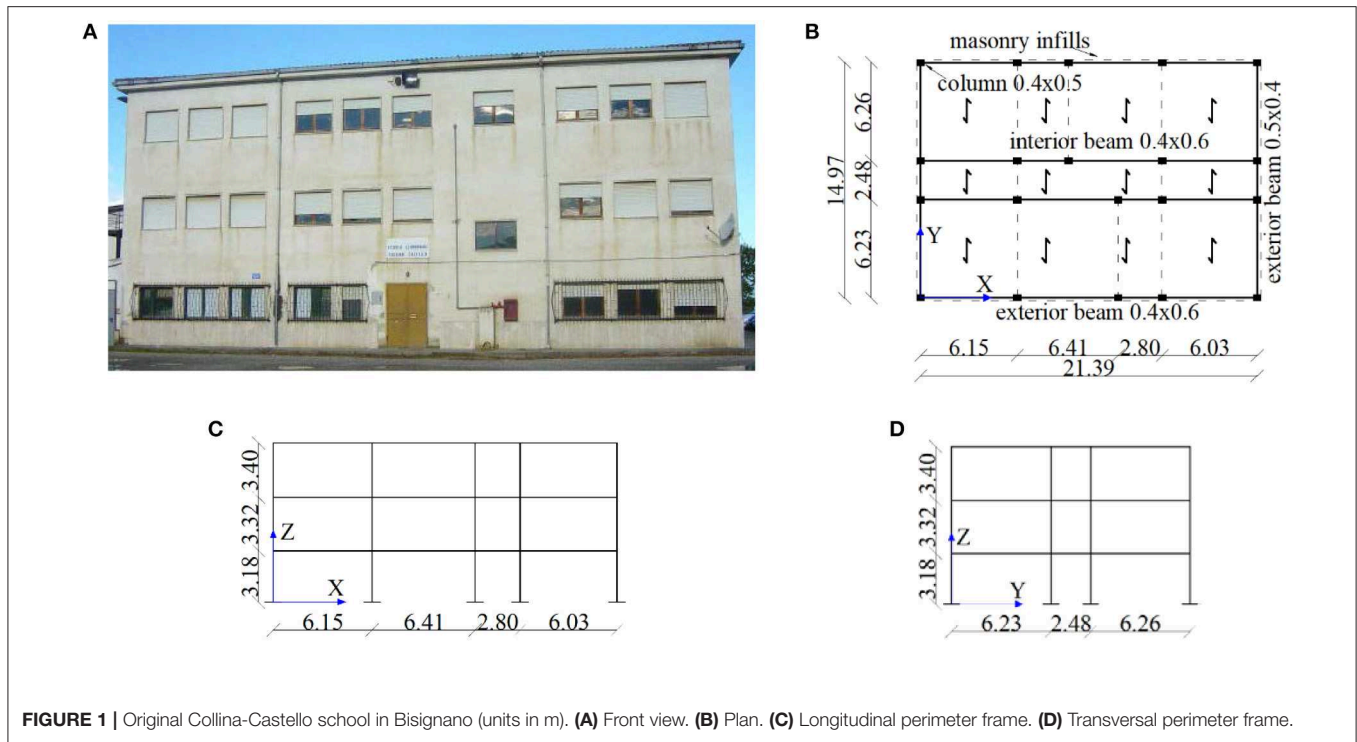 A
B
masonry infills
column 0.4x0.5
interior beam 0.4x0.6
exterior beam 0.5x0.4
exterior beam 0.4x0.6
6.26
2.48
6.23
14.97
Y
X
6.15 6.41 2.80 6.03
21.39
C
3.40
3.32
3.18
Z
X
6.15 6.41 2.80 6.03
D
3.40
3.32
3.18
Z
Y
6.23 2.48 6.26
FIGURE 1 | Original Collina-Castello school in Bisignano (units in m). (A) Front view. (B) Plan. (C) Longitudinal perimeter frame. (D) Transversal perimeter frame.